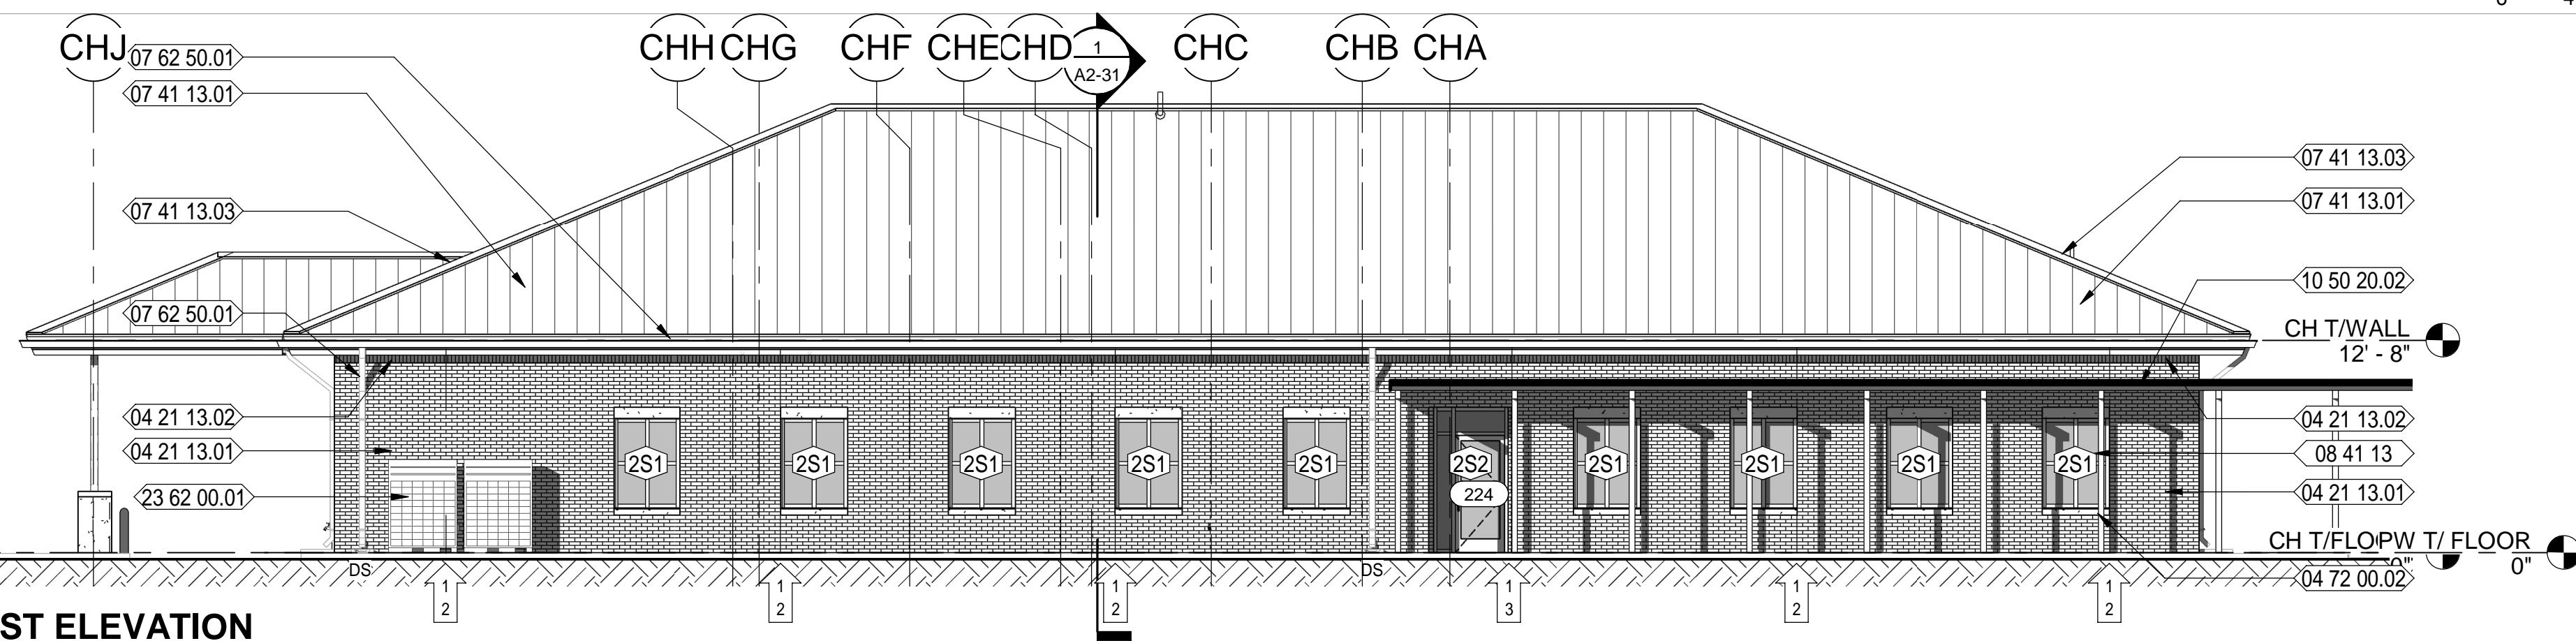 CHJ
CHH
CHG
CHF
CHE
CHD
1
A2-31
CHC
CHB
CHA
07 62 50.01
07 41 13.01
07 41 13.03
07 62 50.01
04 21 13.02
04 21 13.01
23 62 00.01
07 41 13.03
07 41 13.01
10 50 20.02
CH T/WALL
12' - 8"
04 21 13.02
08 41 13
04 21 13.01
2S1
2S1
2S1
2S1
2S1
2S2
224
2S1
2S1
2S1
2S1
PW T/ FLOOR
0"
0"
04 72 00.02
DS
DS
1
2
1
2
1
2
1
3
1
2
1
2
ST ELEVATION